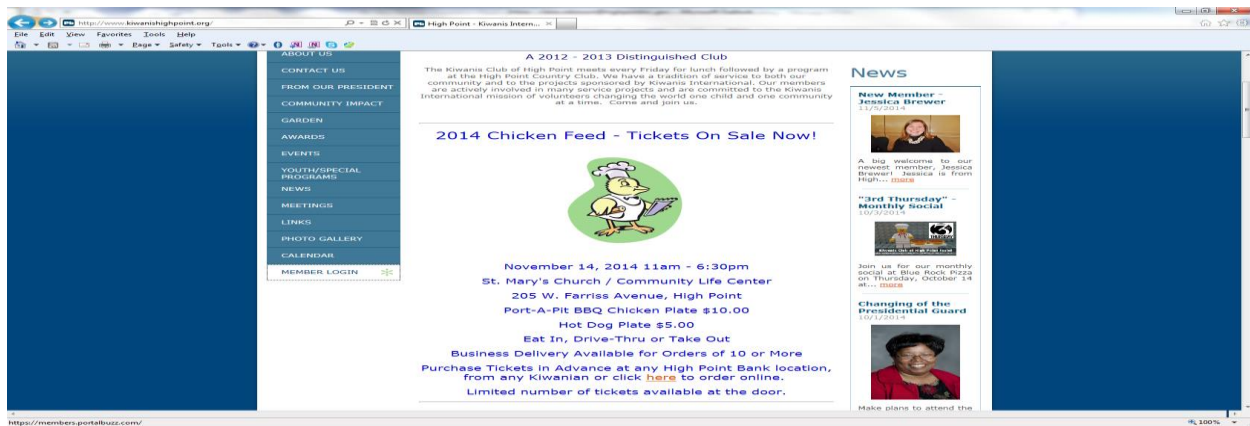 http://www.kiwanishighpoint.org/
High Point - Kiwanis Intern...
File Edit View Favorites Tools Help
Page Safety Tools
ABOUT US
CONTACT US
FROM OUR PRESIDENT
COMMUNITY IMPACT
GARDEN
AWARDS
EVENTS
YOUTH/SPECIAL
PROGRAMS
NEWS
MEETINGS
LINKS
PHOTO GALLERY
CALENDAR
MEMBER LOGIN
A 2012 - 2013 Distinguished Club
The Kiwanis Club of High Point meets every Friday for lunch followed by a program
at the High Point Country Club. We have a tradition of service to both our
community and to the projects sponsored by Kiwanis International. Our members
are actively involved in many service projects and are committed to the Kiwanis
International mission of volunteers changing the world one child and one community
at a time. Come and join us.
2014 Chicken Feed - Tickets On Sale Now!
November 14, 2014 11am - 6:30pm
St. Mary's Church / Community Life Center
205 W. Farriss Avenue, High Point
Port-A-Pit BBQ Chicken Plate $10.00
Hot Dog Plate $5.00
Eat In, Drive-Thru or Take Out
Business Delivery Available for Orders of 10 or More
Purchase Tickets in Advance at any High Point Bank location,
from any Kiwanian or click here to order online.
Limited number of tickets available at the door.
News
New Member -
Jessica Brewer
11/5/2014
A big welcome to our
newest member, Jessica
Brewer! Jessica is from
High... more
"3rd Thursday" -
Monthly Social
10/3/2014
Join us for our monthly
social at Blue Rock Pizza
on Thursday, October 14
at... more
Changing of the
Presidential Guard
10/1/2014
Make plans to attend the
https://members.portalbuzz.com/
100%